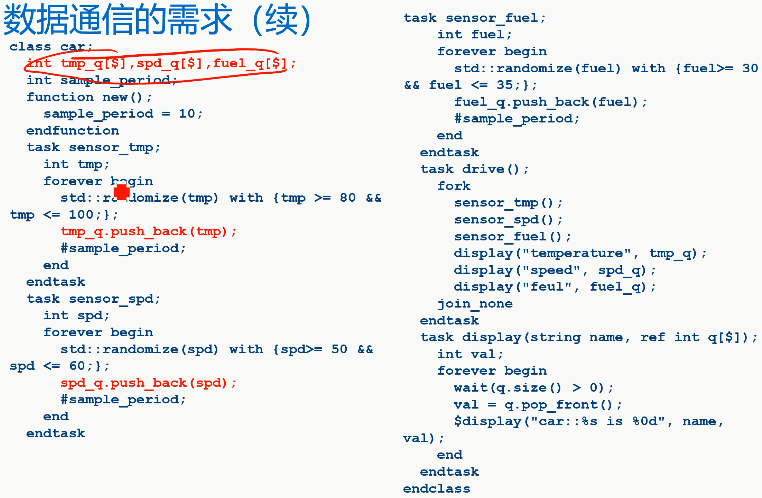 数据通信的需求（续）
class car;
int tmp_q[$],spd_q[$],fuel_q[$];
int sample_period;
function new();
sample_period = 10;
endfunction
task sensor_tmp;
int tmp;
forever begin
std::randomize(tmp) with {tmp >= 80 &&
tmp <= 100;};
tmp_q.push_back(tmp);
#sample_period;
end
endtask
task sensor_spd;
int spd;
forever begin
std::randomize(spd) with {spd>= 50 &&
spd <= 60;};
spd_q.push_back(spd);
#sample_period;
end
endtask
task sensor_fuel;
int fuel;
forever begin
std::randomize(fuel) with {fuel>= 30
&& fuel <= 35;};
fuel_q.push_back(fuel);
#sample_period;
end
endtask
task drive();
fork
sensor_tmp();
sensor_spd();
sensor_fuel();
display("temperature", tmp_q);
display("speed", spd_q);
display("feul", fuel_q);
join_none
endtask
task display(string name, ref int q[$]);
int val;
forever begin
wait(q.size() > 0);
val = q.pop_front();
$display("car::%s is %0d", name,
val);
end
endtask
endclass